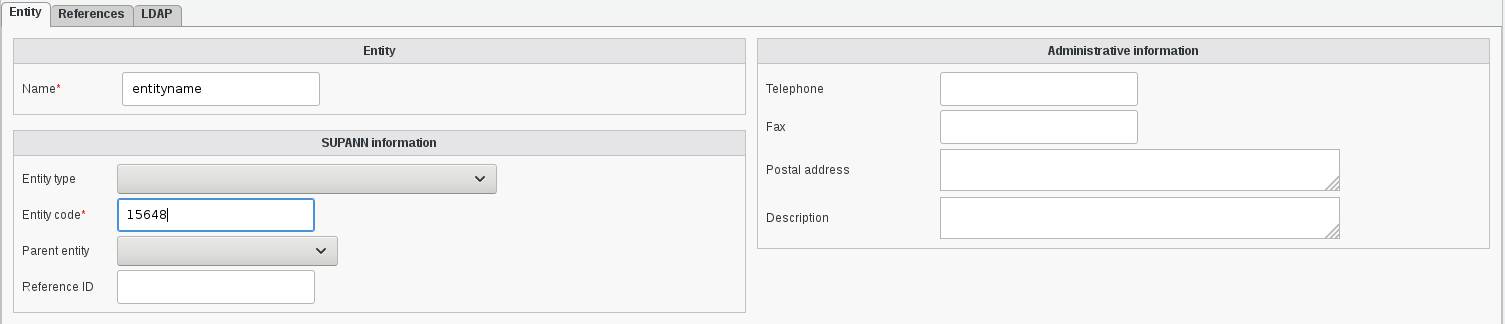 Entity References LDAP
Entity
Name* entityname
SUPANN information
Entity type
Entity code* 15648
Parent entity
Reference ID
Administrative information
Telephone
Fax
Postal address
Description